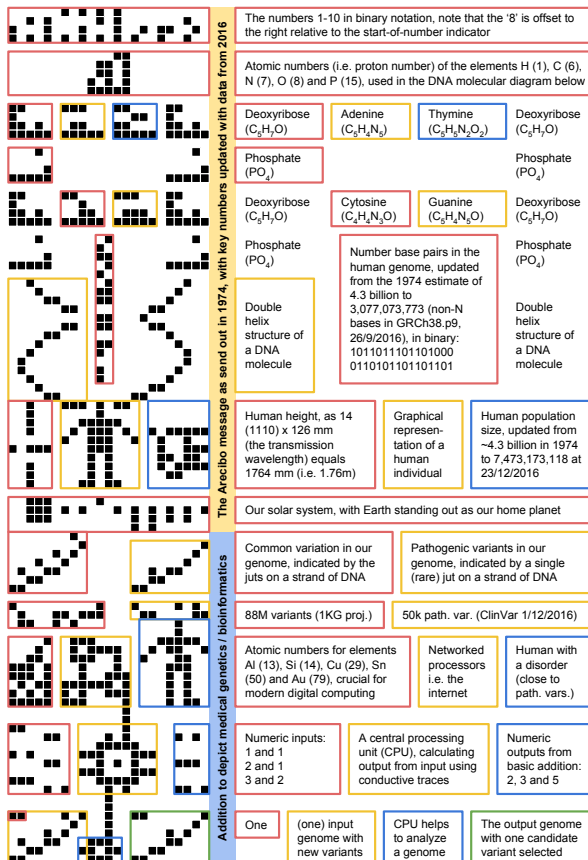 The numbers 1-10 in binary notation, note that the ‘8’ is offset to
the right relative to the start-of-number indicator
Atomic numbers (i.e. proton number) of the elements H (1), C (6),
N (7), O (8) and P (15), used in the DNA molecular diagram below
Deoxyribose
(C₅H₇O)
Adenine
(C₅H₄N₅)
Thymine
(C₅H₅N₂O₂)
Deoxyribose
(C₅H₇O)
Phosphate
(PO₄)
Phosphate
(PO₄)
Deoxyribose
(C₅H₇O)
Cytosine
(C₄H₄N₃O)
Guanine
(C₅H₄N₅O)
Deoxyribose
(C₅H₇O)
Phosphate
(PO₄)
Number base pairs in the
human genome, updated
from the 1974 estimate of
4.3 billion to
3,077,073,773 (non-N
bases in GRCh38.p9,
26/9/2016), in binary:
1011011101101000
0110101101101101
Phosphate
(PO₄)
Double
helix
structure of
a DNA
molecule
Double
helix
structure of
a DNA
molecule
Human height, as 14
(1110) x 126 mm
(the transmission
wavelength) equals
1764 mm (i.e. 1.76m)
Graphical
represen-
tation of a
human
individual
Human population
size, updated from
~4.3 billion in 1974
to 7,473,173,118 at
23/12/2016
Our solar system, with Earth standing out as our home planet
The Arecibo message as send out in 1974, with key numbers updated with data from 2016
Common variation in our
genome, indicated by the
juts on a strand of DNA
Pathogenic variants in our
genome, indicated by a single
(rare) jut on a strand of DNA
88M variants (1KG proj.)
50k path. var. (ClinVar 1/12/2016)
Atomic numbers for elements
Al (13), Si (14), Cu (29), Sn
(50) and Au (79), crucial for
modern digital computing
Networked
processors
i.e. the
internet
Human with
a disorder
(close to
path. vars.)
Numeric inputs:
1 and 1
2 and 1
3 and 2
A central processing
unit (CPU), calculating
output from input using
conductive traces
Numeric
outputs from
basic addition:
2, 3 and 5
One
(one) input
genome with
new variants
CPU helps
to analyze
a genome
The output genome
with one candidate
variant selected
Addition to depict medical genetics / bioinformatics